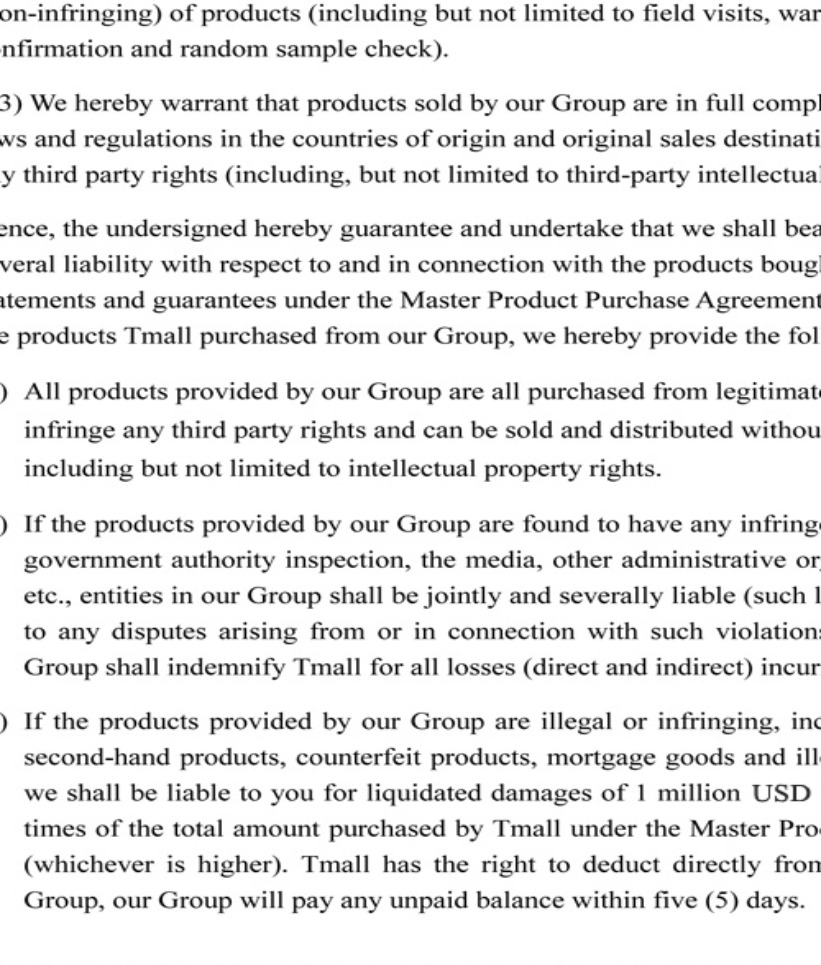 on-infringing) of products (including but not limited to field visits, war
nfirmation and random sample check).
3) We hereby warrant that products sold by our Group are in full compl
ws and regulations in the countries of origin and original sales destinati
y third party rights (including, but not limited to third-party intellectual
ence, the undersigned hereby guarantee and undertake that we shall bea
veral liability with respect to and in connection with the products bough
atements and guarantees under the Master Product Purchase Agreement
e products Tmall purchased from our Group, we hereby provide the fol
) All products provided by our Group are all purchased from legitimat
infringe any third party rights and can be sold and distributed withou
including but not limited to intellectual property rights.
) If the products provided by our Group are found to have any infring
government authority inspection, the media, other administrative or
etc., entities in our Group shall be jointly and severally liable (such l
to any disputes arising from or in connection with such violations
Group shall indemnify Tmall for all losses (direct and indirect) incur
) If the products provided by our Group are illegal or infringing, inc
second-hand products, counterfeit products, mortgage goods and ill
we shall be liable to you for liquidated damages of 1 million USD
times of the total amount purchased by Tmall under the Master Pro
(whichever is higher). Tmall has the right to deduct directly from
Group, our Group will pay any unpaid balance within five (5) days.